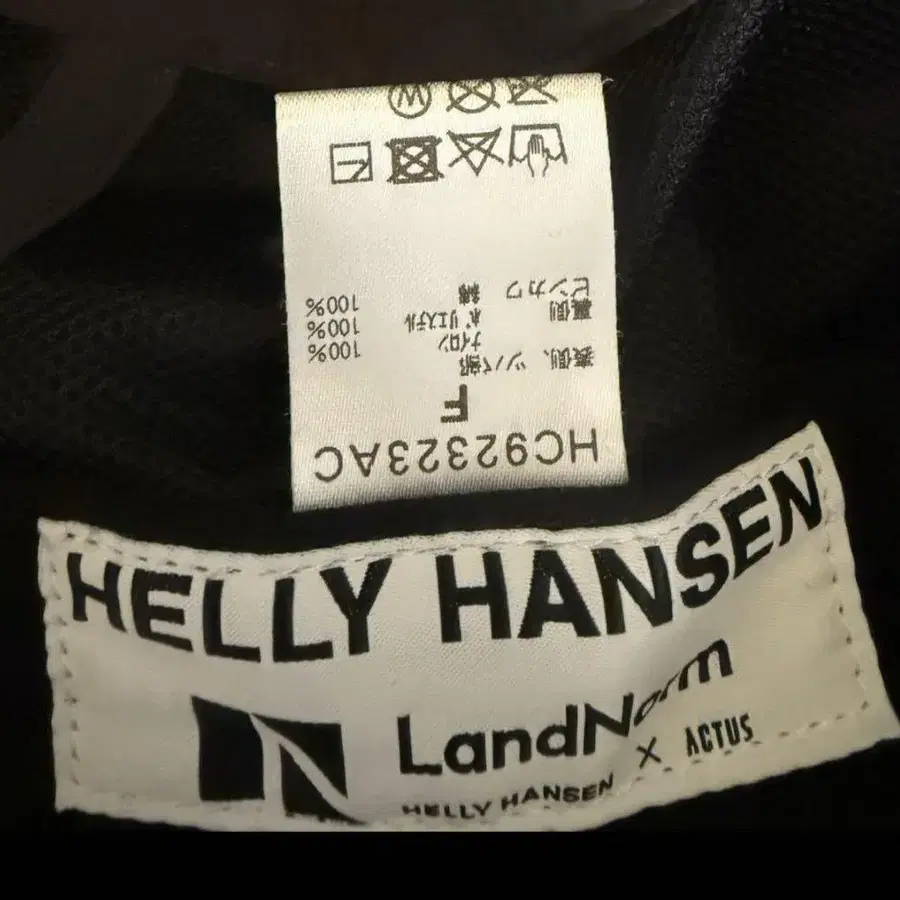 HC92323AC
F
表側、ツバ部 ナイロン 100%
裏側 ポリエステル 100%
ビンカワ 綿 100%
W
HELLY HANSEN
LandNorm
HELLY HANSEN × ACTUS